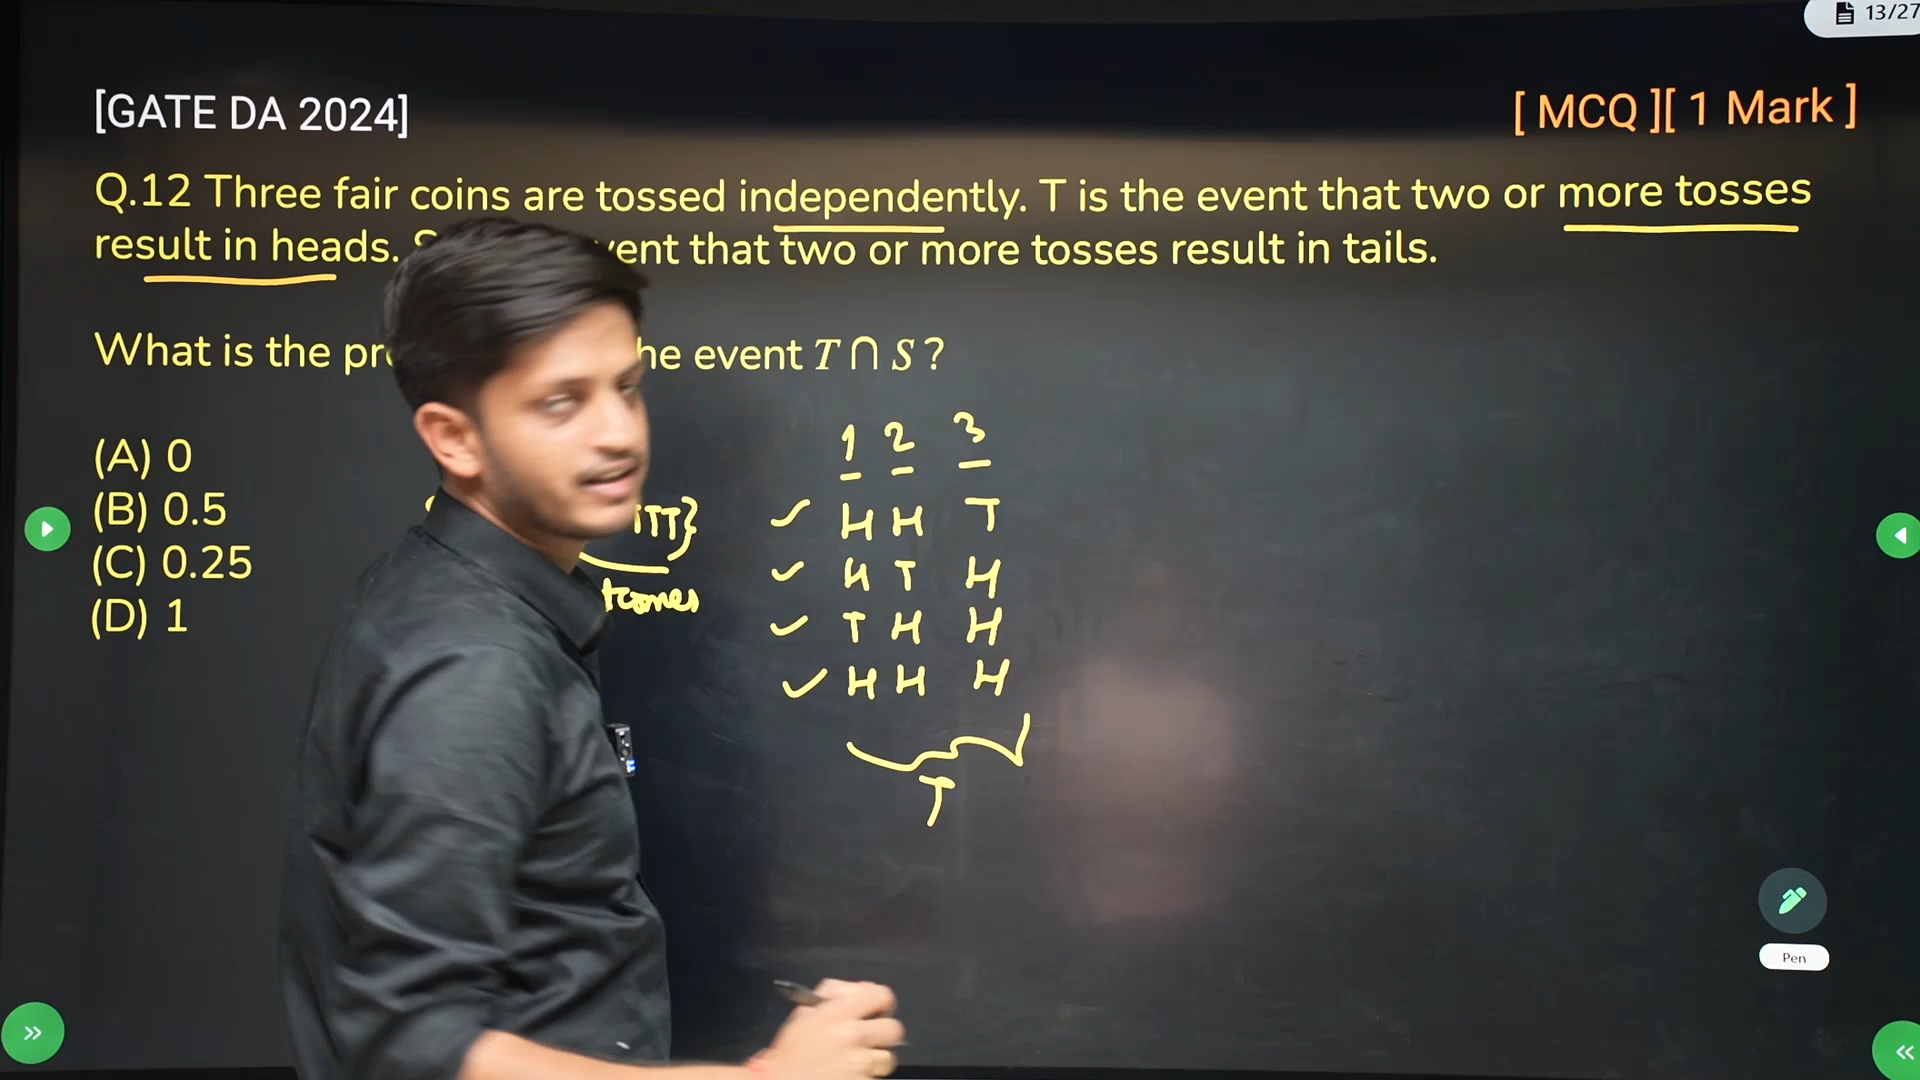 13/27
[GATE DA 2024]
[ MCQ ][ 1 Mark ]
Q.12 Three fair coins are tossed independently. T is the event that two or more tosses
result in heads. S vent that two or more tosses result in tails.
What is the pr he event T ∩ S ?
(A) 0
(B) 0.5
(C) 0.25
(D) 1
TTT}
tcomes
1 2 3
H H T
H T H
T H H
H H H
T
Pen